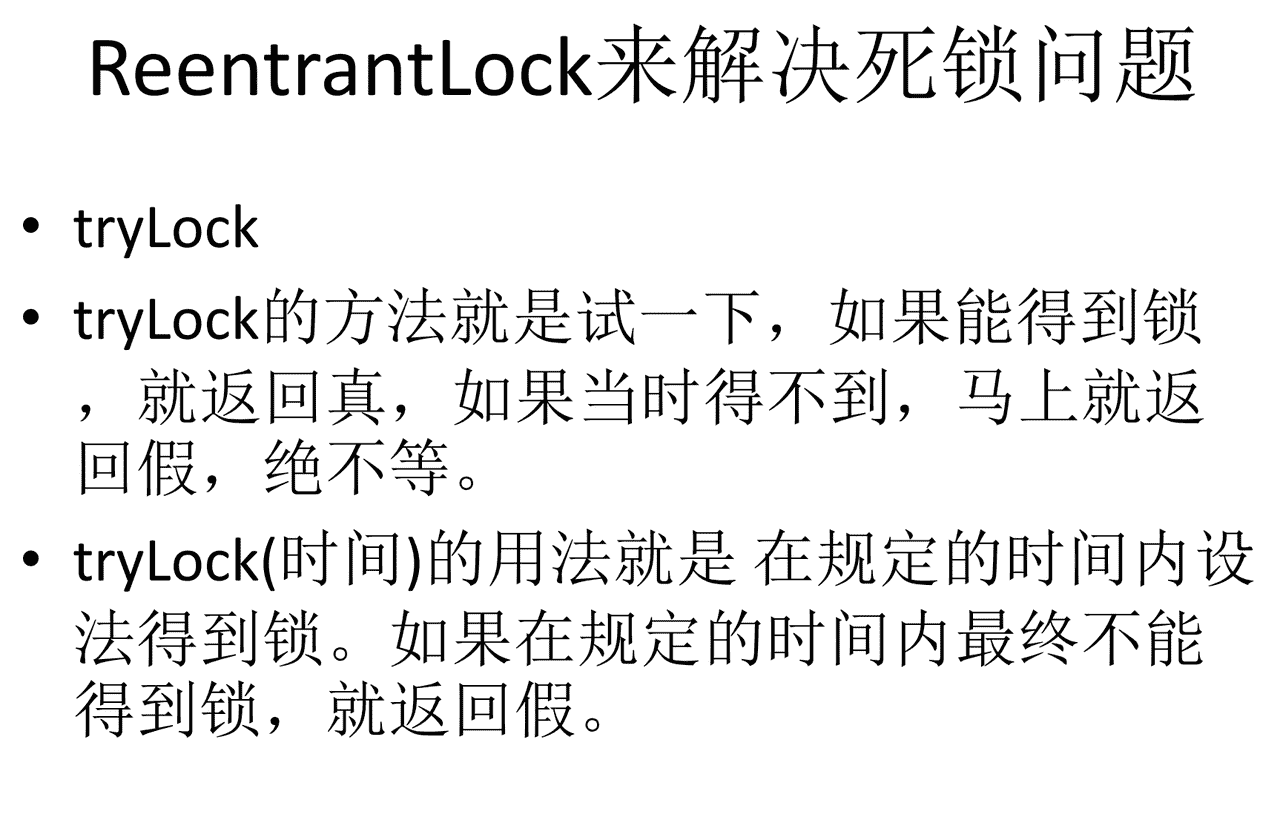 ReentrantLock来解决死锁问题
• tryLock
• tryLock的方法就是试一下，如果能得到锁
，就返回真，如果当时得不到，马上就返
回假，绝不等。
• tryLock(时间)的用法就是 在规定的时间内设
法得到锁。如果在规定的时间内最终不能
得到锁，就返回假。